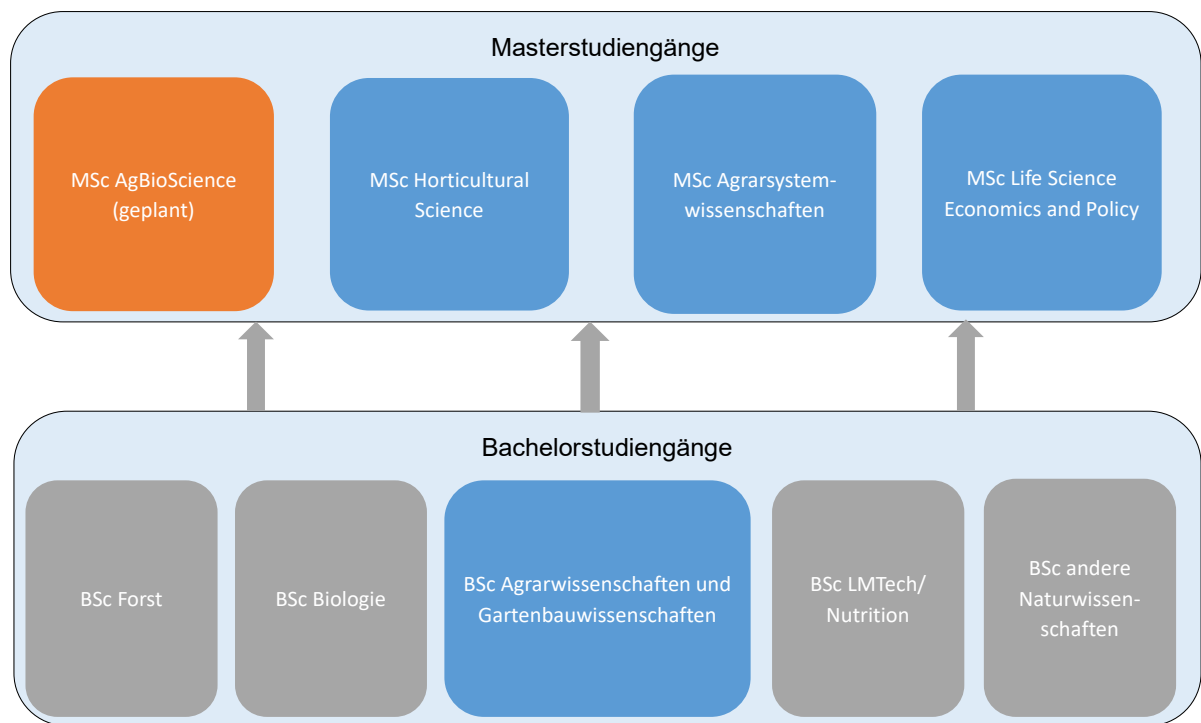 Masterstudiengänge
MSc AgBioScience
(geplant)
MSc Horticultural
Science
MSc Agrarsystem-
wissenschaften
MSc Life Science
Economics and Policy
Bachelorstudiengänge
BSc Forst
BSc Biologie
BSc Agrarwissenschaften und
Gartenbauwissenschaften
BSc LMTech/
Nutrition
BSc andere
Naturwissen-
schaften